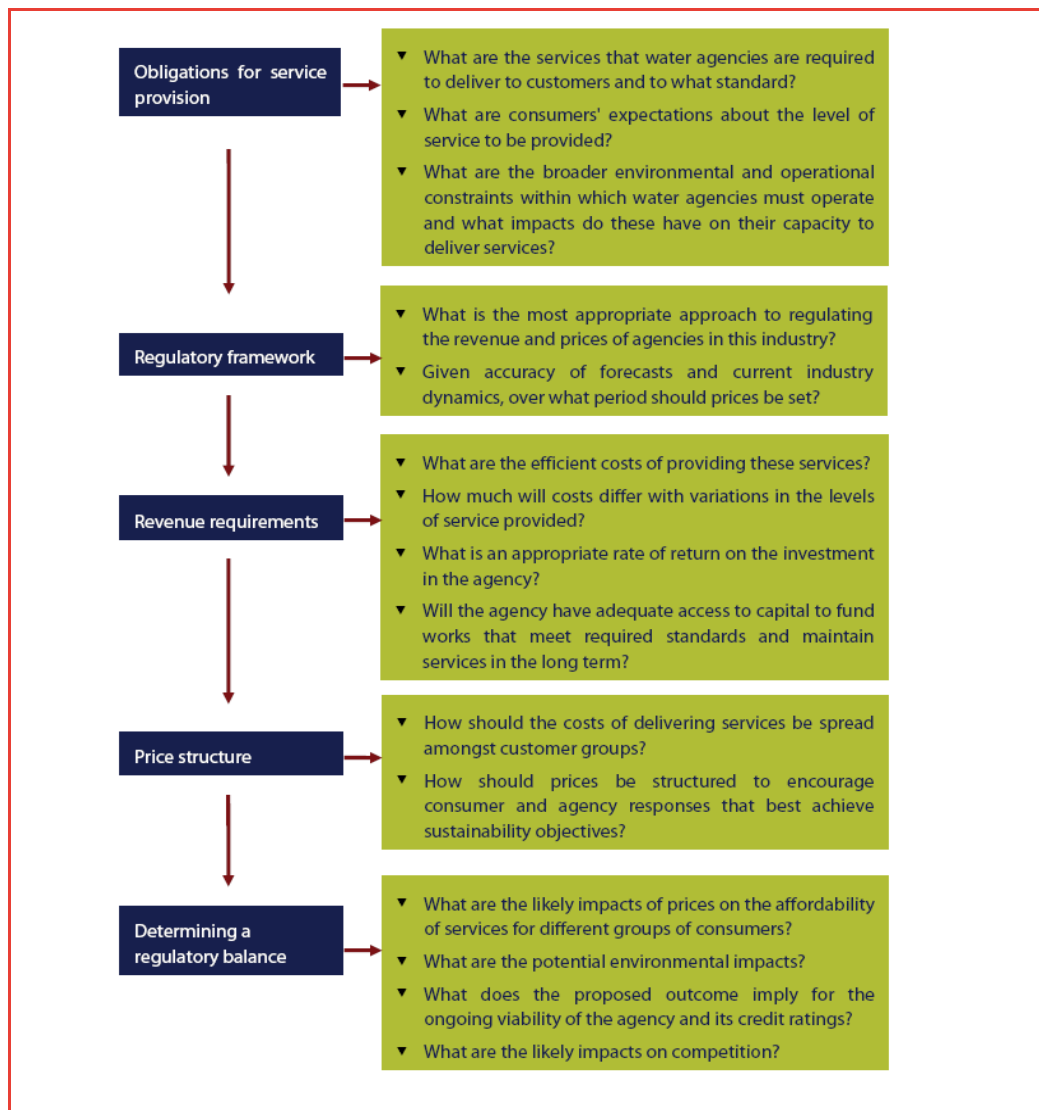 Obligations for service
provision
▼ What are the services that water agencies are required
to deliver to customers and to what standard?
▼ What are consumers' expectations about the level of
service to be provided?
▼ What are the broader environmental and operational
constraints within which water agencies must operate
and what impacts do these have on their capacity to
deliver services?
Regulatory framework
▼ What is the most appropriate approach to regulating
the revenue and prices of agencies in this industry?
▼ Given accuracy of forecasts and current industry
dynamics, over what period should prices be set?
Revenue requirements
▼ What are the efficient costs of providing these services?
▼ How much will costs differ with variations in the levels
of service provided?
▼ What is an appropriate rate of return on the investment
in the agency?
▼ Will the agency have adequate access to capital to fund
works that meet required standards and maintain
services in the long term?
Price structure
▼ How should the costs of delivering services be spread
amongst customer groups?
▼ How should prices be structured to encourage
consumer and agency responses that best achieve
sustainability objectives?
Determining a
regulatory balance
▼ What are the likely impacts of prices on the affordability
of services for different groups of consumers?
▼ What are the potential environmental impacts?
▼ What does the proposed outcome imply for the
ongoing viability of the agency and its credit ratings?
▼ What are the likely impacts on competition?